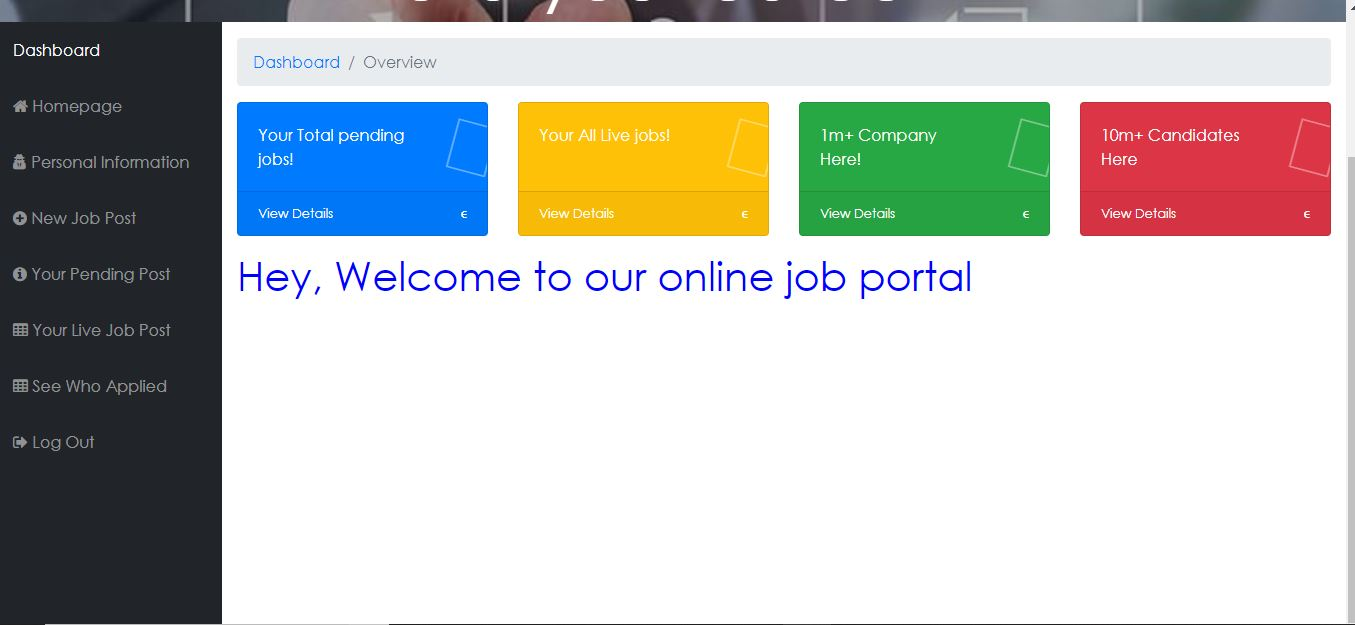 Dashboard
Homepage
Personal Information
New Job Post
Your Pending Post
Your Live Job Post
See Who Applied
Log Out
Dashboard / Overview
Your Total pending
jobs!
View Details
Your All Live jobs!
View Details
1m+ Company
Here!
View Details
10m+ Candidates
Here
View Details
Hey, Welcome to our online job portal